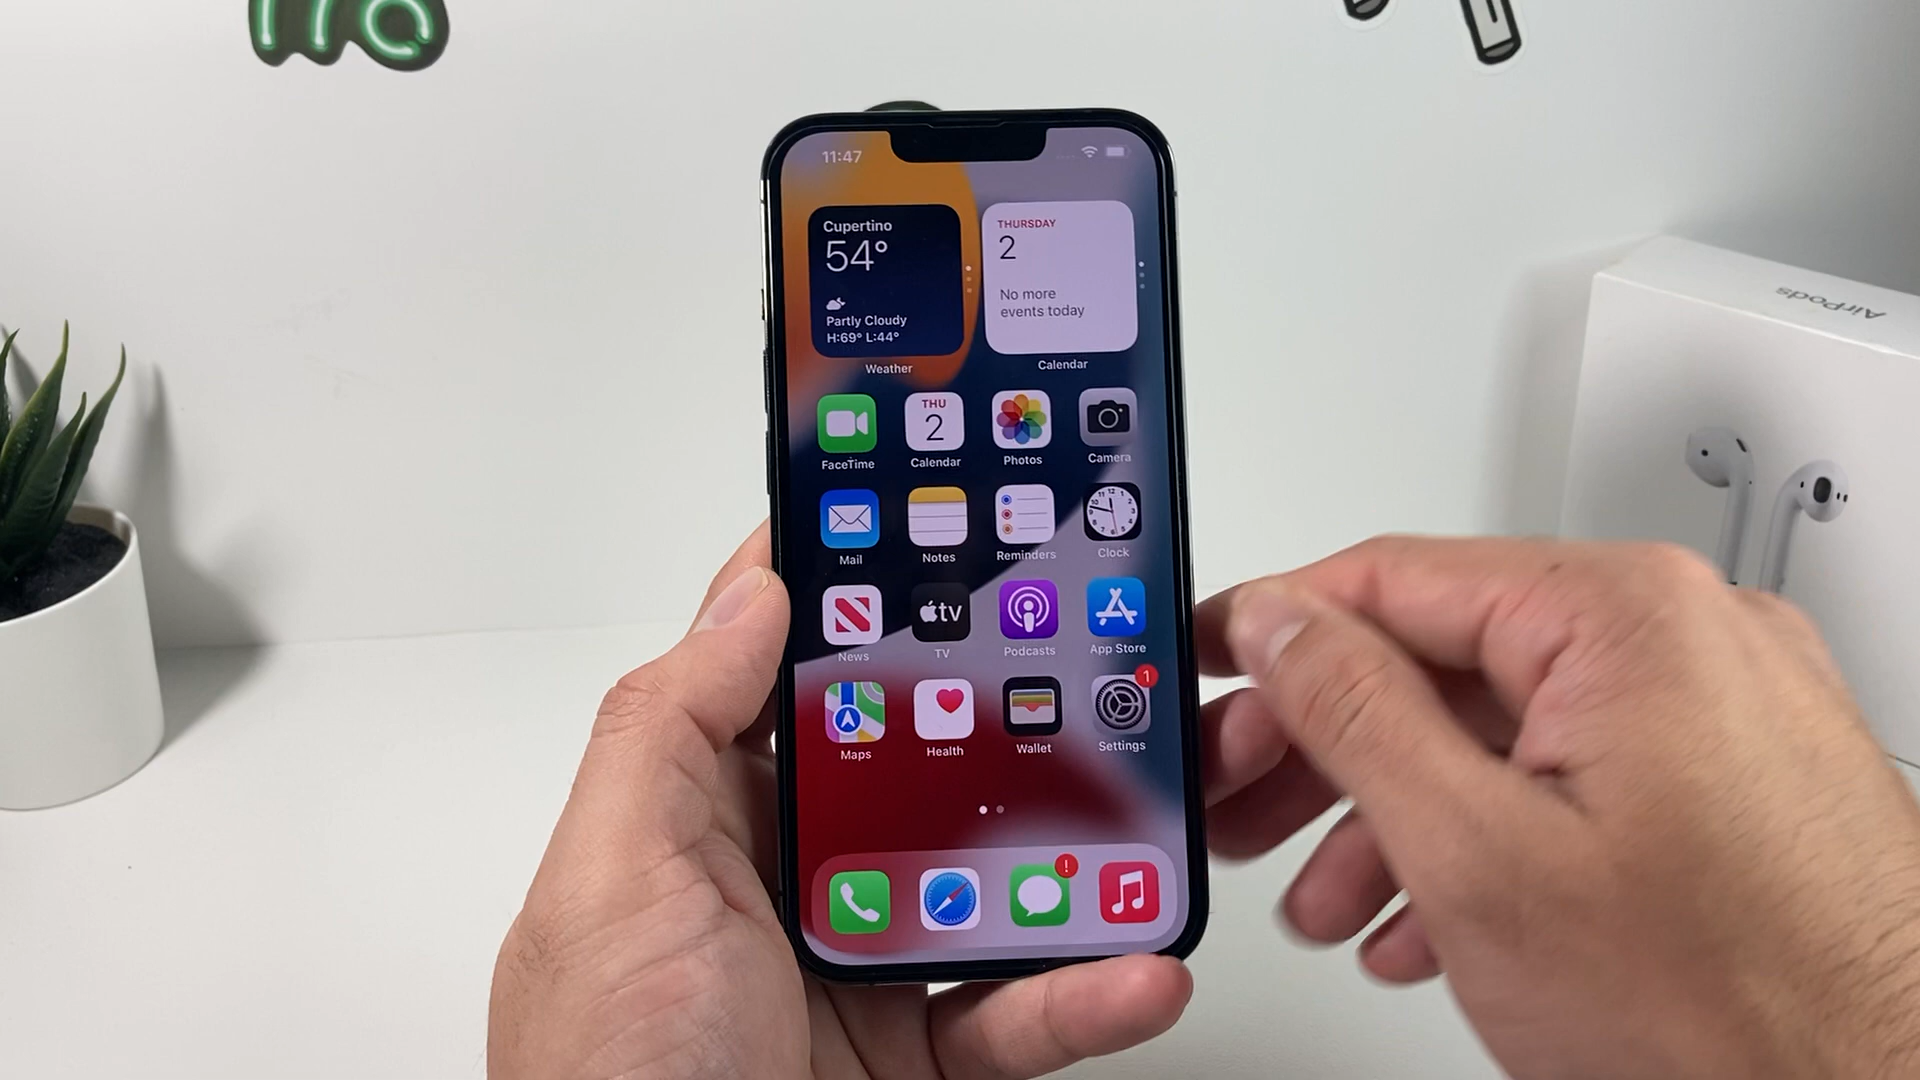 11:47
Cupertino
54°
Partly Cloudy
H:69° L:44°
Weather
THURSDAY
2
No more
events today
Calendar
THU
2
FaceTime
Calendar
Photos
Camera
Mail
Notes
Reminders
Clock
tv
News
TV
Podcasts
App Store
1
Maps
Health
Wallet
Settings
!
AirPods